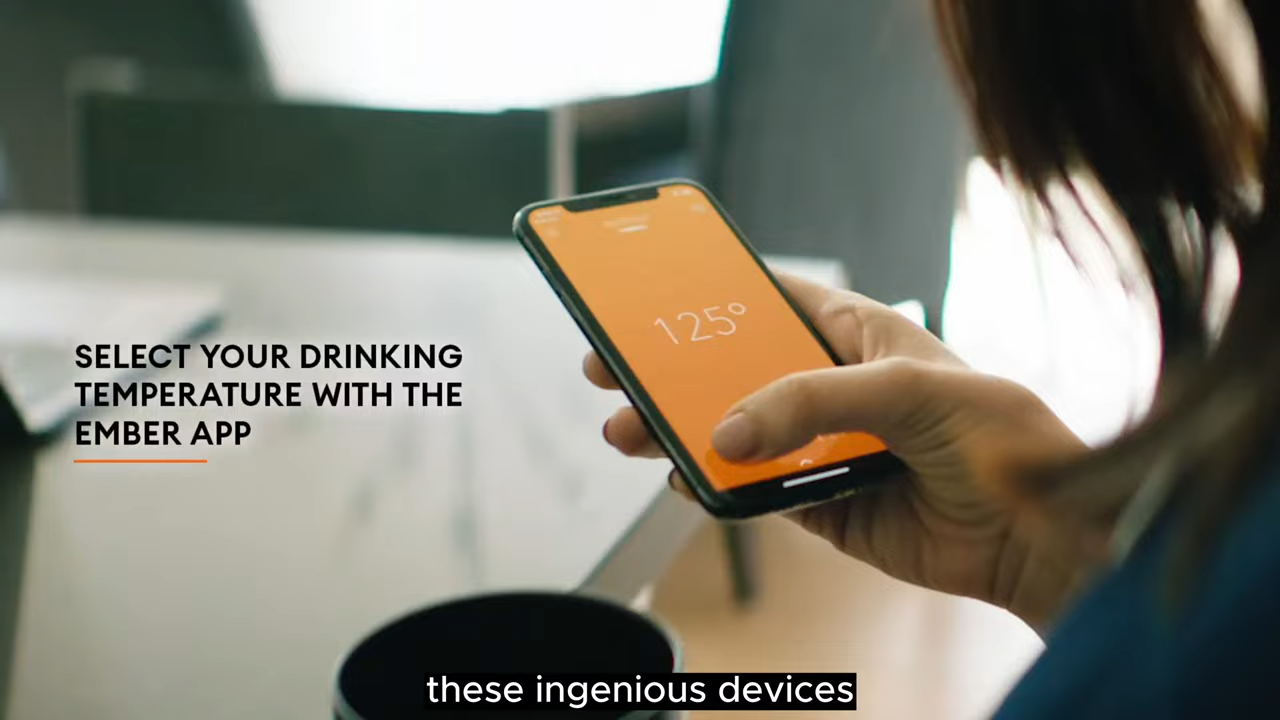 125°
SELECT YOUR DRINKING
TEMPERATURE WITH THE
EMBER APP
these ingenious devices